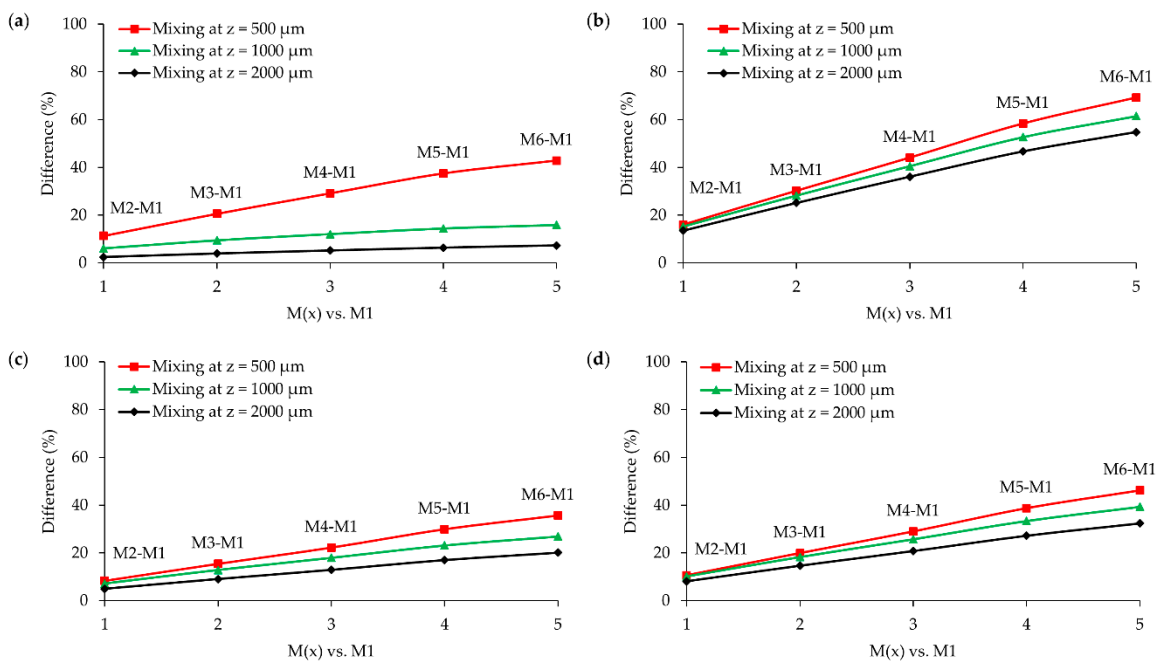 (a)
Mixing at z = 500 µm
Mixing at z = 1000 µm
Mixing at z = 2000 µm
Difference (%)
100
80
60
40
20
0
M2-M1
M3-M1
M4-M1
M5-M1
M6-M1
1 2 3 4 5
M(x) vs. M1
(b)
Mixing at z = 500 µm
Mixing at z = 1000 µm
Mixing at z = 2000 µm
Difference (%)
100
80
60
40
20
0
M2-M1
M3-M1
M4-M1
M5-M1
M6-M1
1 2 3 4 5
M(x) vs. M1
(c)
Mixing at z = 500 µm
Mixing at z = 1000 µm
Mixing at z = 2000 µm
Difference (%)
100
80
60
40
20
0
M2-M1
M3-M1
M4-M1
M5-M1
M6-M1
1 2 3 4 5
M(x) vs. M1
(d)
Mixing at z = 500 µm
Mixing at z = 1000 µm
Mixing at z = 2000 µm
Difference (%)
100
80
60
40
20
0
M2-M1
M3-M1
M4-M1
M5-M1
M6-M1
1 2 3 4 5
M(x) vs. M1